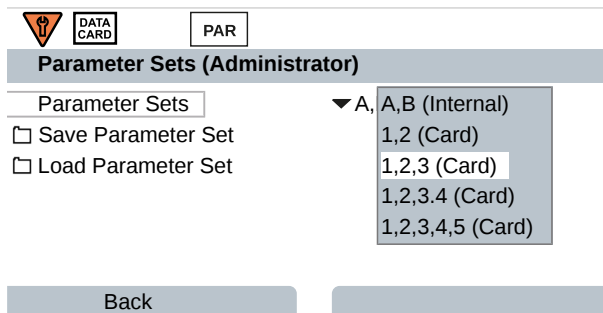 DATA
CARD
PAR
Parameter Sets (Administrator)
Parameter Sets
A,
A,B (Internal)
Save Parameter Set
1,2 (Card)
Load Parameter Set
1,2,3 (Card)
1,2,3.4 (Card)
1,2,3,4,5 (Card)
Back